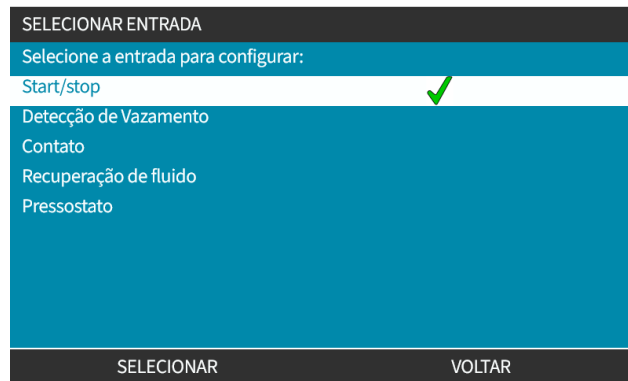 SELECIONAR ENTRADA
Selecione a entrada para configurar:
Start/stop
Detecção de Vazamento
Contato
Recuperação de fluido
Pressostato
SELECIONAR VOLTAR